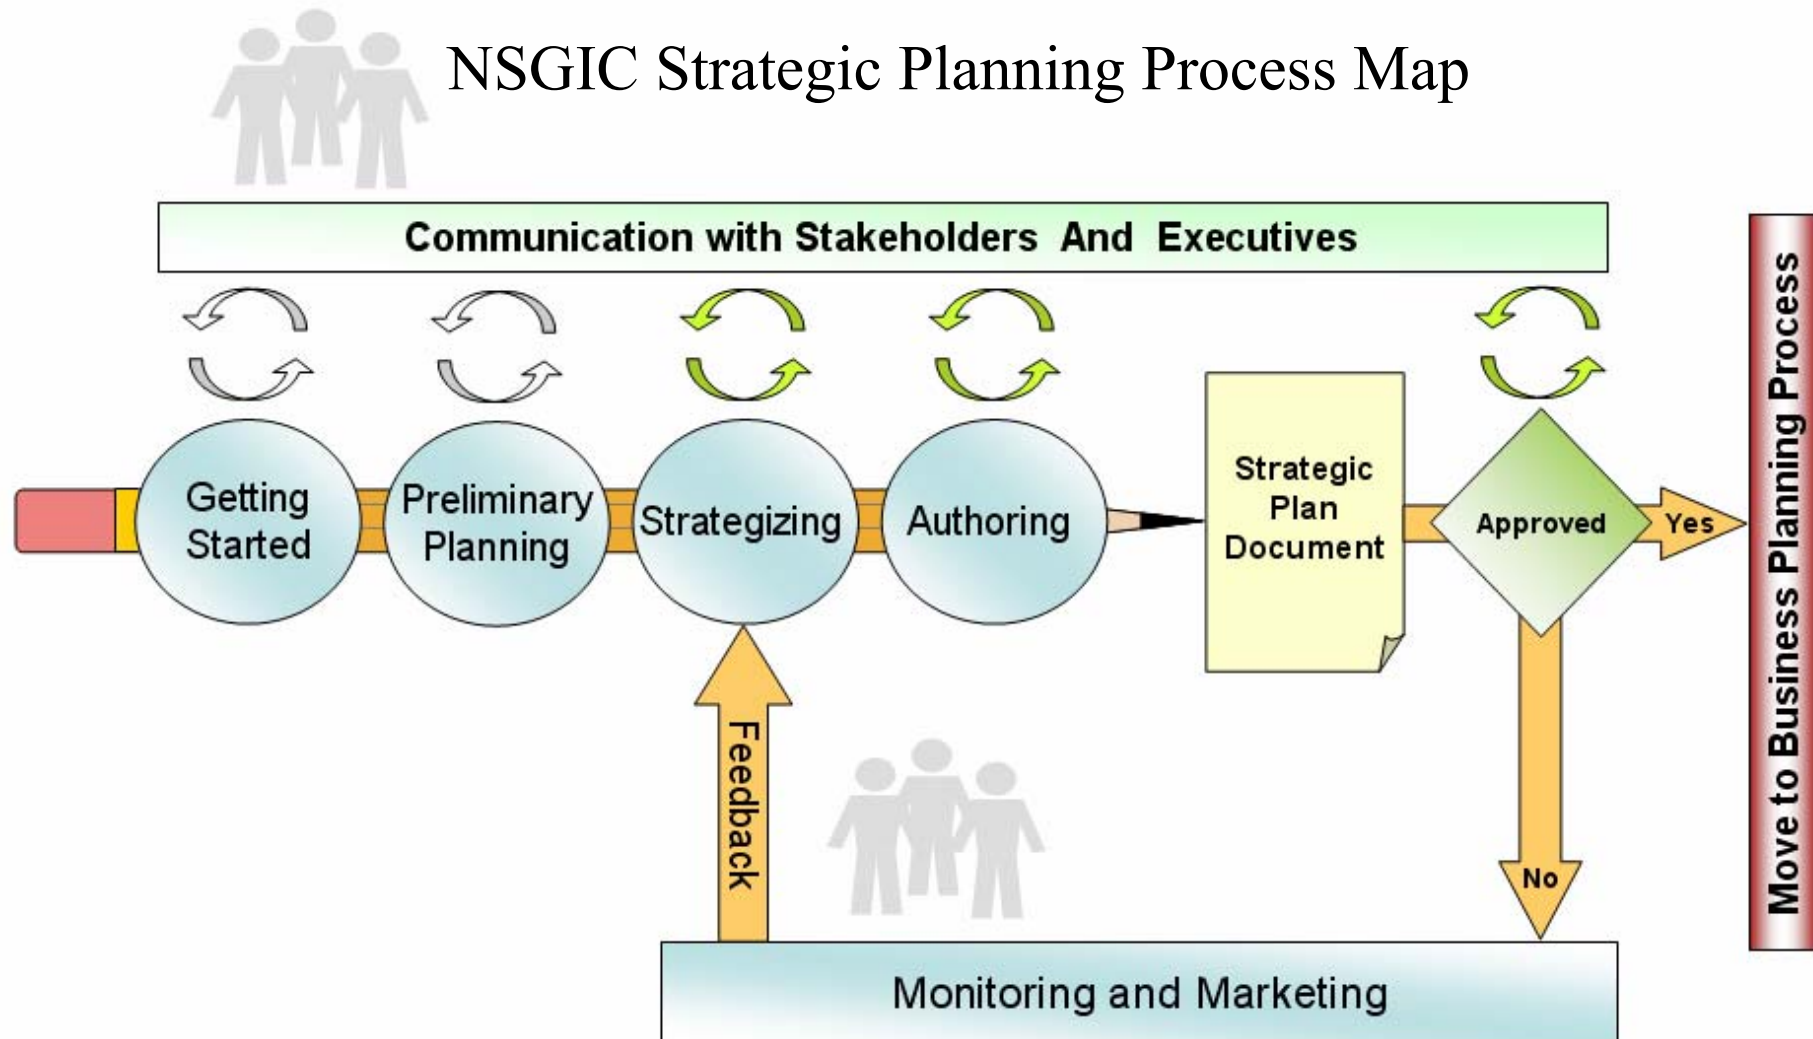 NSGIC Strategic Planning Process Map
Communication with Stakeholders And Executives
Getting
Started
Preliminary
Planning
Strategizing
Authoring
Strategic
Plan
Document
Approved
Yes
Move to Business Planning Process
Feedback
No
Monitoring and Marketing